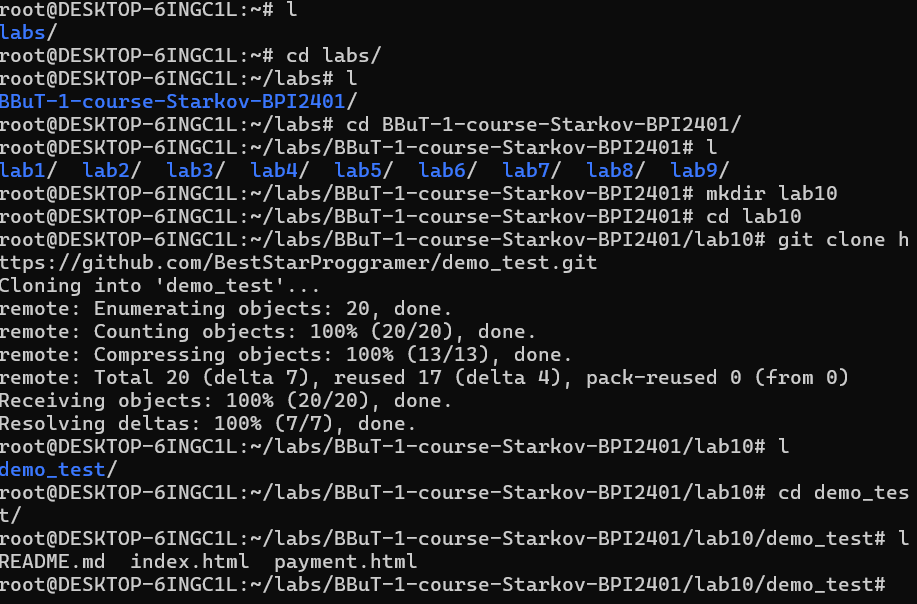 root@DESKTOP-6INGC1L:~# l
labs/
root@DESKTOP-6INGC1L:~# cd labs/
root@DESKTOP-6INGC1L:~/labs# l
BBuT-1-course-Starkov-BPI2401/
root@DESKTOP-6INGC1L:~/labs# cd BBuT-1-course-Starkov-BPI2401/
root@DESKTOP-6INGC1L:~/labs/BBuT-1-course-Starkov-BPI2401# l
lab1/  lab2/  lab3/  lab4/  lab5/  lab6/  lab7/  lab8/  lab9/
root@DESKTOP-6INGC1L:~/labs/BBuT-1-course-Starkov-BPI2401# mkdir lab10
root@DESKTOP-6INGC1L:~/labs/BBuT-1-course-Starkov-BPI2401# cd lab10
root@DESKTOP-6INGC1L:~/labs/BBuT-1-course-Starkov-BPI2401/lab10# git clone h
ttps://github.com/BestStarProggramer/demo_test.git
Cloning into 'demo_test'...
remote: Enumerating objects: 20, done.
remote: Counting objects: 100% (20/20), done.
remote: Compressing objects: 100% (13/13), done.
remote: Total 20 (delta 7), reused 17 (delta 4), pack-reused 0 (from 0)
Receiving objects: 100% (20/20), done.
Resolving deltas: 100% (7/7), done.
root@DESKTOP-6INGC1L:~/labs/BBuT-1-course-Starkov-BPI2401/lab10# l
demo_test/
root@DESKTOP-6INGC1L:~/labs/BBuT-1-course-Starkov-BPI2401/lab10# cd demo_tes
t/
root@DESKTOP-6INGC1L:~/labs/BBuT-1-course-Starkov-BPI2401/lab10/demo_test# l
README.md  index.html  payment.html
root@DESKTOP-6INGC1L:~/labs/BBuT-1-course-Starkov-BPI2401/lab10/demo_test#